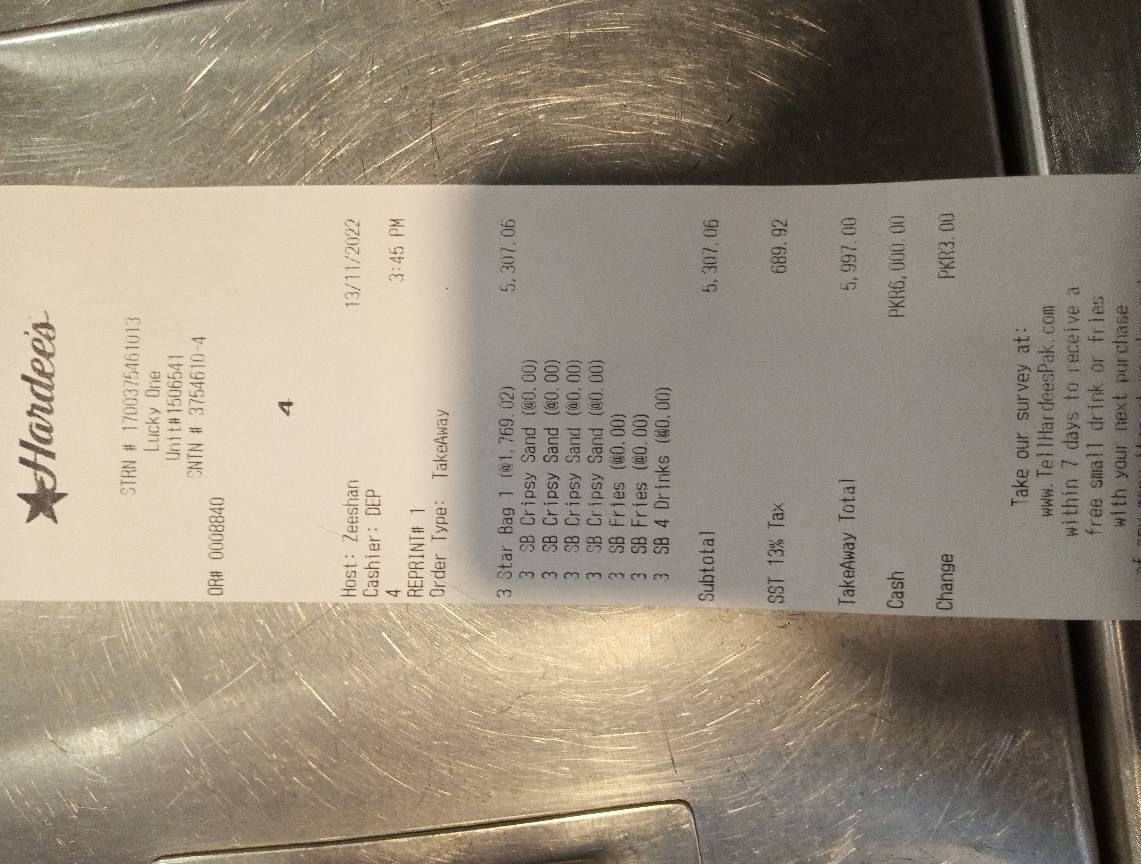 Hardee's
STRN # 1700375461013
Lucky One
Unit#1506541
SNTN # 3754610-4
OR# 0008840
4
Host: Zeeshan 13/11/2022
Cashier: DEP
4 3:45 PM
REPRINT# 1
Order Type: TakeAway
3 Star Bag 1 (@1,769.02) 5,307.06
3 SB Cripsy Sand (@0.00)
3 SB Cripsy Sand (@0.00)
3 SB Cripsy Sand (@0.00)
3 SB Cripsy Sand (@0.00)
3 SB Fries (@0.00)
3 SB Fries (@0.00)
3 SB 4 Drinks (@0.00)
Subtotal 5,307.06
SST 13% Tax 689.92
TakeAway Total 5,997.00
Cash PKR6,000.00
Change PKR3.00
Take our survey at:
www.TellHardeesPak.com
within 7 days to receive a
free small drink or fries
with your next purchase